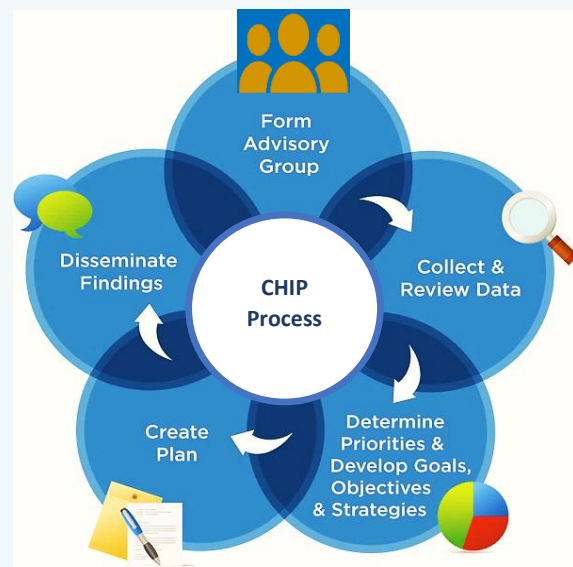 Form
Advisory
Group
Collect &
Review Data
Determine
Priorities &
Develop Goals,
Objectives
& Strategies
Create
Plan
Disseminate
Findings
CHIP
Process